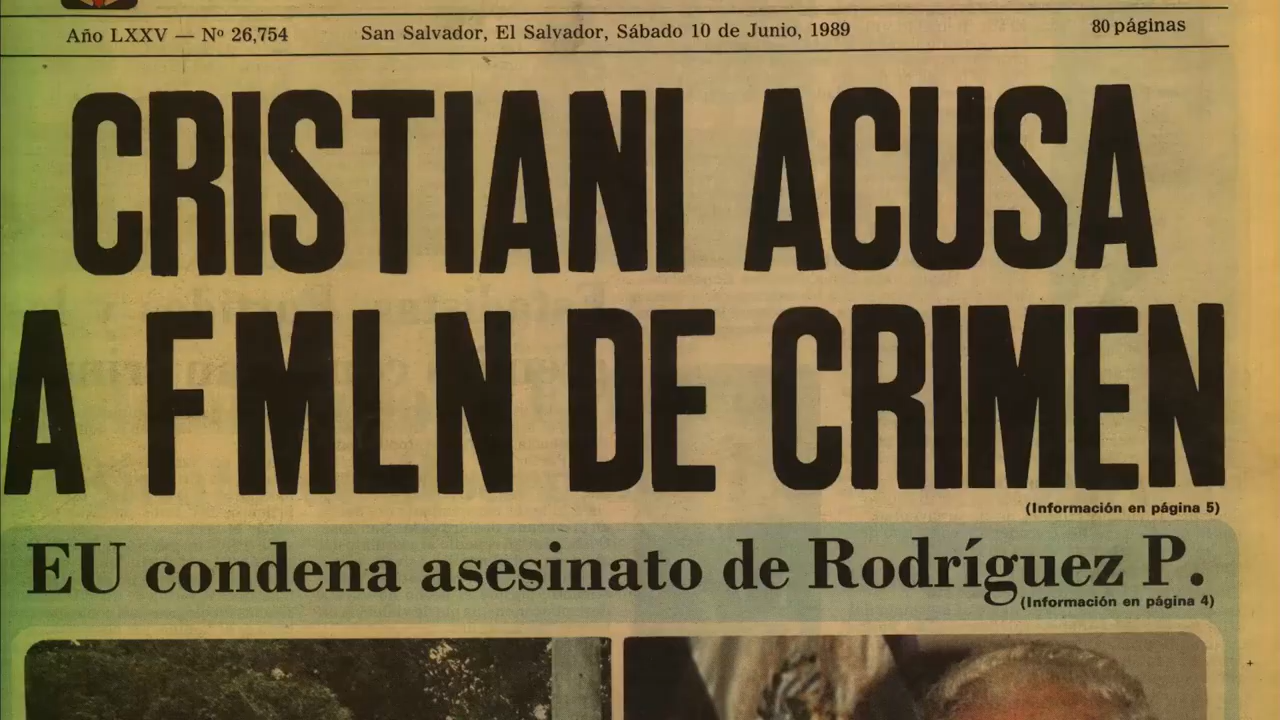 Año LXXV — Nº 26,754 San Salvador, El Salvador, Sábado 10 de Junio, 1989 80 páginas
CRISTIANI ACUSA
A FMLN DE CRIMEN
(Información en página 5)
EU condena asesinato de Rodríguez P.
(Información en página 4)